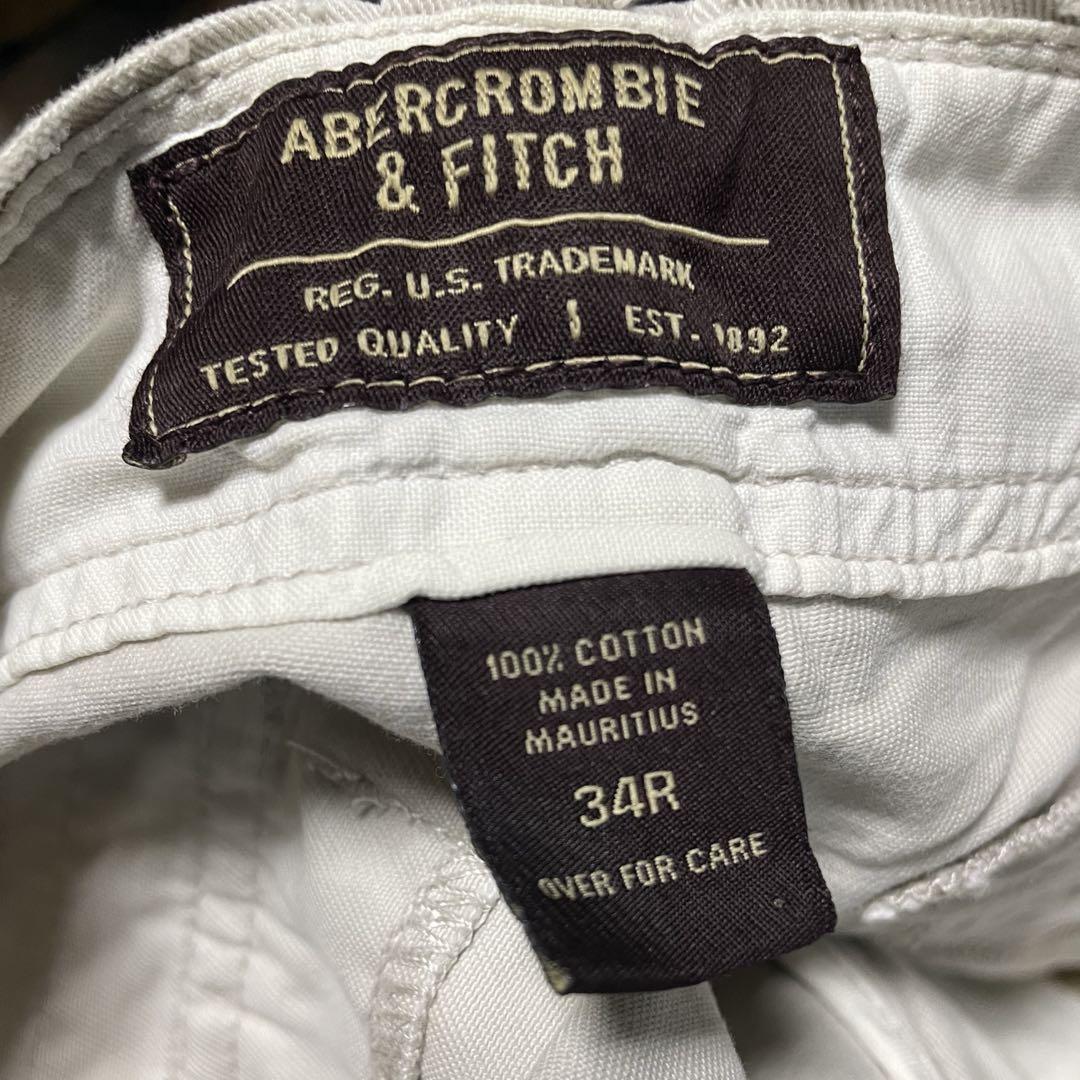 ABERCROMBIE
& FITCH
REG. U.S. TRADEMARK
TESTED QUALITY | EST. 1892
100% COTTON
MADE IN
MAURITIUS
34R
OVER FOR CARE